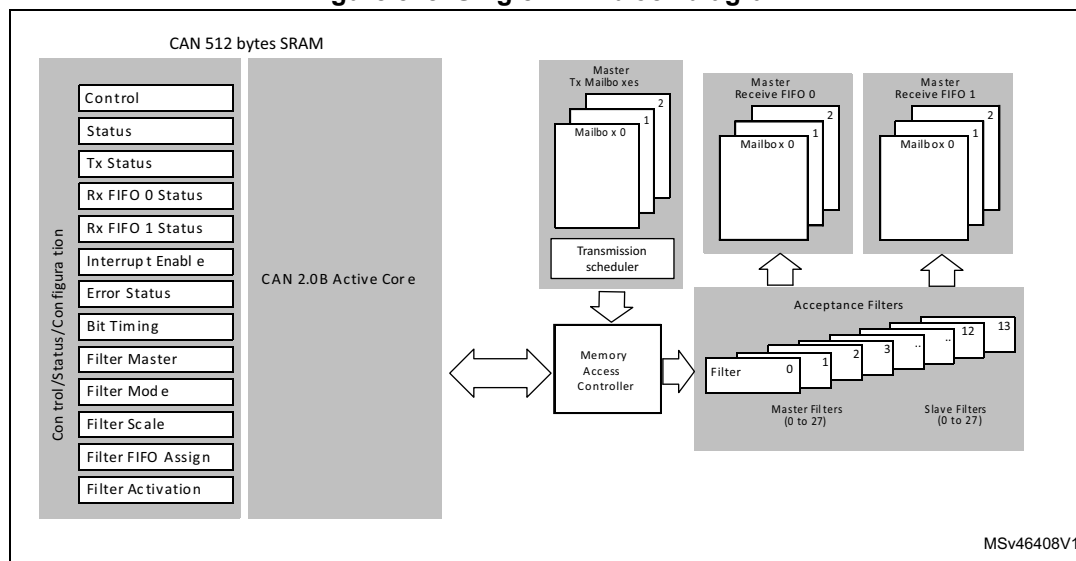 CAN 512 bytes SRAM
Control/Status/Configuration
Control
Status
Tx Status
Rx FIFO 0 Status
Rx FIFO 1 Status
Interrupt Enable
Error Status
Bit Timing
Filter Master
Filter Mode
Filter Scale
Filter FIFO Assign
Filter Activation
CAN 2.0B Active Core
Master
Tx Mailboxes
2
1
Mailbox 0
Transmission
scheduler
Memory
Access
Controller
Master
Receive FIFO 0
2
1
Mailbox 0
Master
Receive FIFO 1
2
1
Mailbox 0
Acceptance Filters
Filter 0
1
2
3
..
..
12
13
Master Filters
(0 to 27)
Slave Filters
(0 to 27)
MSv46408V1